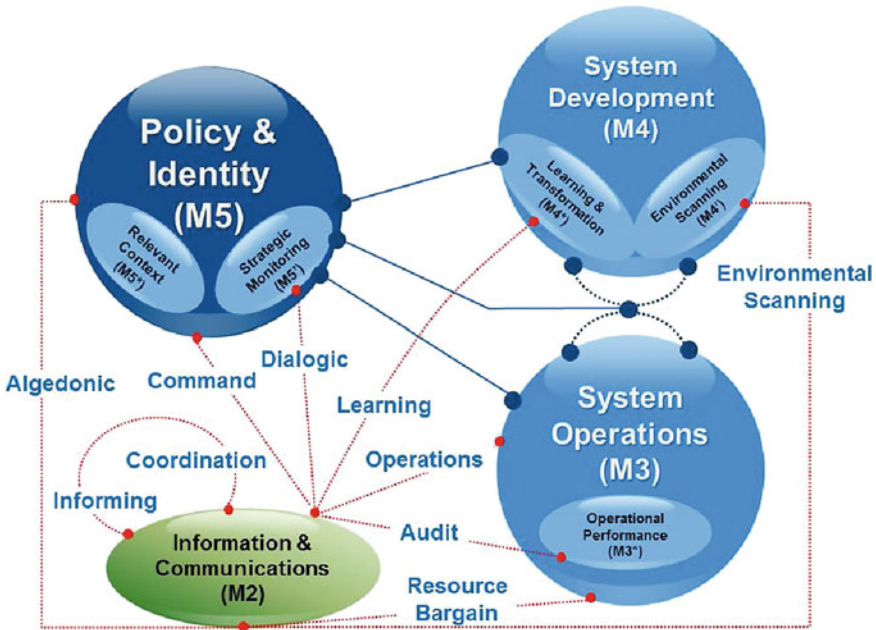 Policy &
Identity
(M5)
Relevant
Context
(M5*)
Strategic
Monitoring
(M5')
System
Development
(M4)
Learning &
Transformation
(M4*)
Environmental
Scanning
(M4')
Environmental
Scanning
Algedonic
Command
Dialogic
Learning
Operations
Coordination
Informing
Audit
Resource
Bargain
Information &
Communications
(M2)
System
Operations
(M3)
Operational
Performance
(M3*)